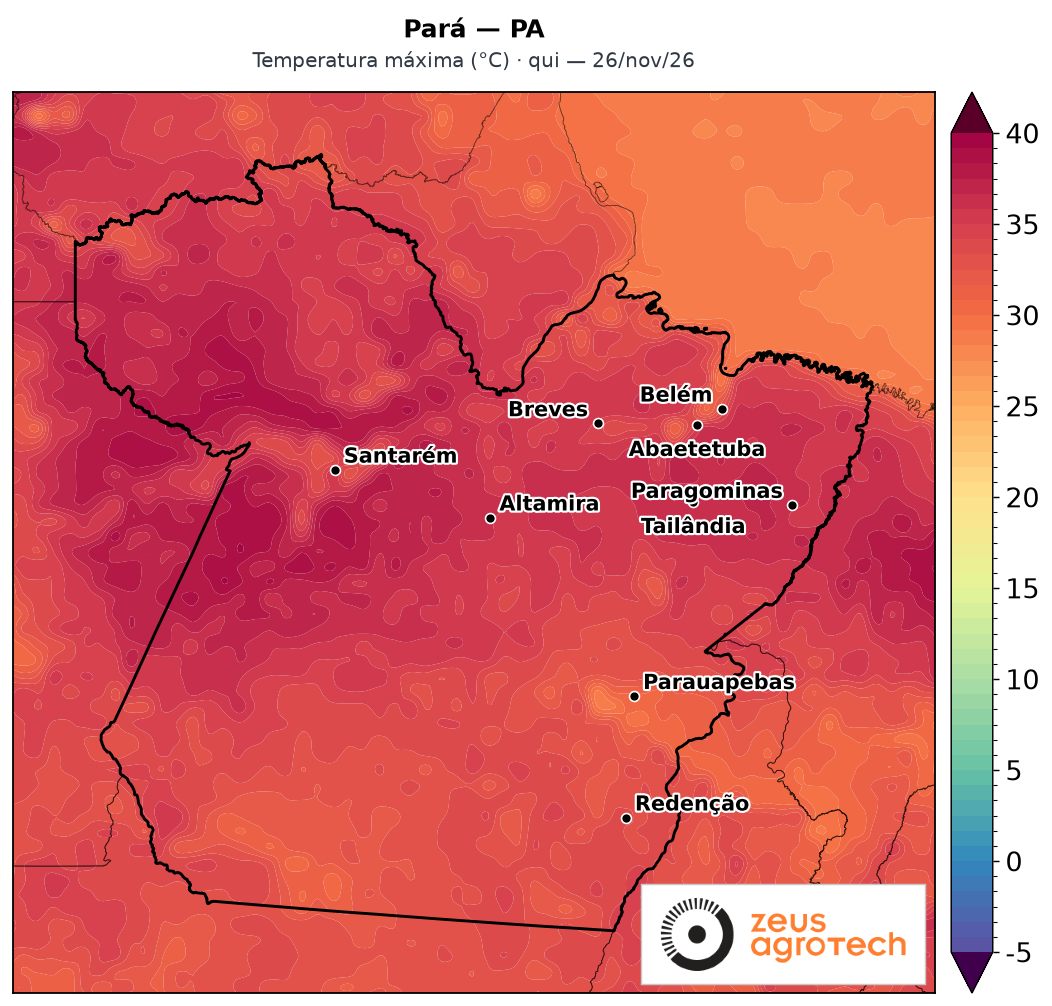 Pará — PA
Temperatura máxima (°C) · qui — 26/nov/26
40
35
30
25
20
15
10
5
0
-5
Belém
Breves
Abaetetuba
Santarém
Paragominas
Altamira
Tailândia
Parauapebas
Redenção
zeus
agrotech